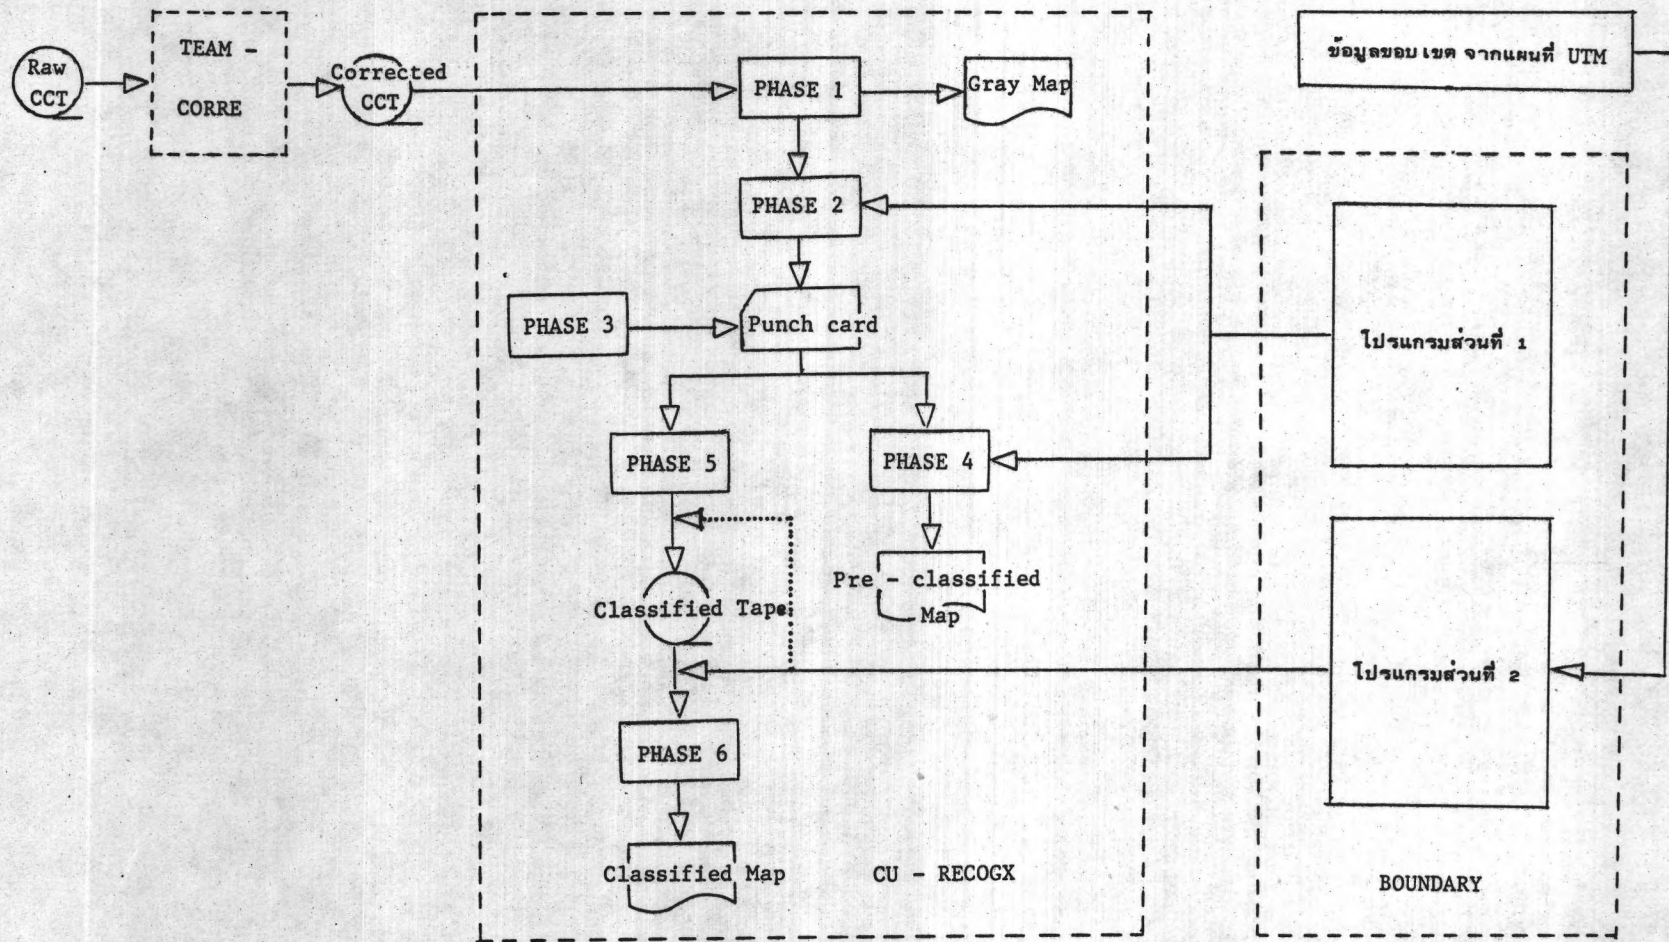 Raw
CCT
TEAM -
CORRE
Corrected
CCT
PHASE 1
Gray Map
ข้อมูลขอบเขต จากแผนที่ UTM
PHASE 2
PHASE 3
Punch card
โปรแกรมส่วนที่ 1
PHASE 5
PHASE 4
Pre - classified
Map
Classified Tape
โปรแกรมส่วนที่ 2
PHASE 6
Classified Map
CU - RECOGX
BOUNDARY